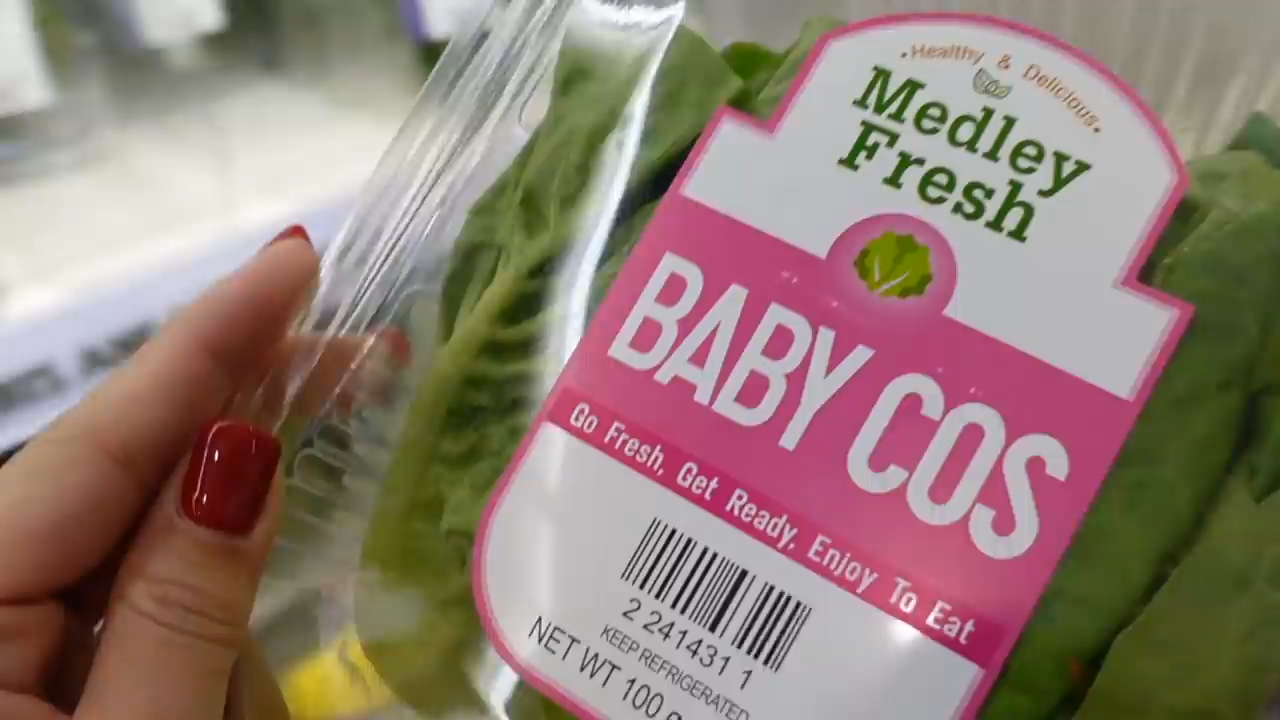 ·Healthy & Delicious·
Medley
Fresh
BABY COS
Go Fresh, Get Ready, Enjoy To Eat
2 241431 1
KEEP REFRIGERATED
NET WT 100 g